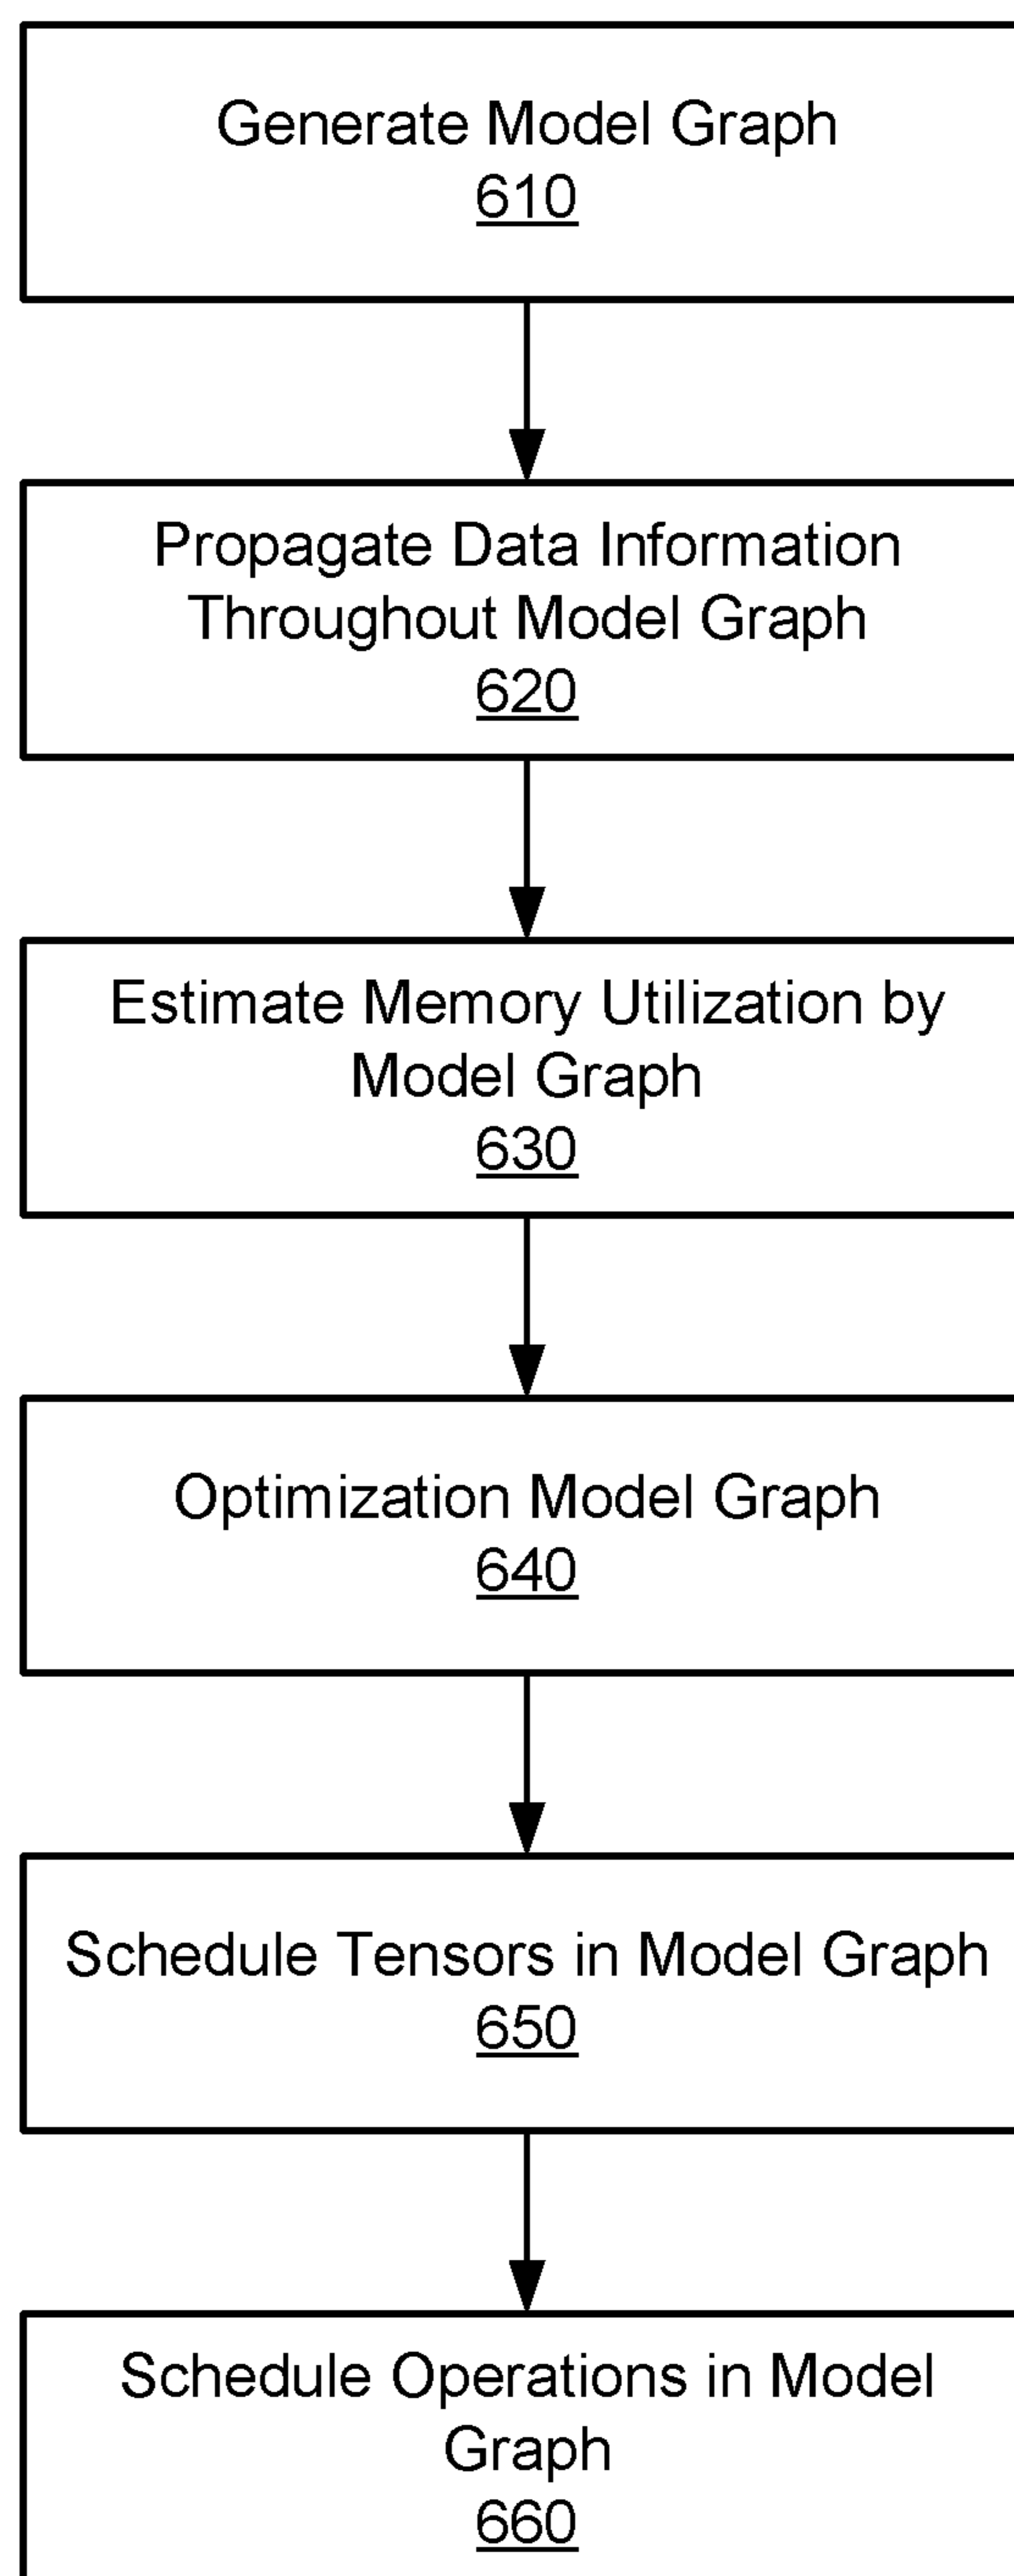 Generate Model Graph
610
Propagate Data Information
Throughout Model Graph
620
Estimate Memory Utilization by
Model Graph
630
Optimization Model Graph
640
Schedule Tensors in Model Graph
650
Schedule Operations in Model
Graph
660